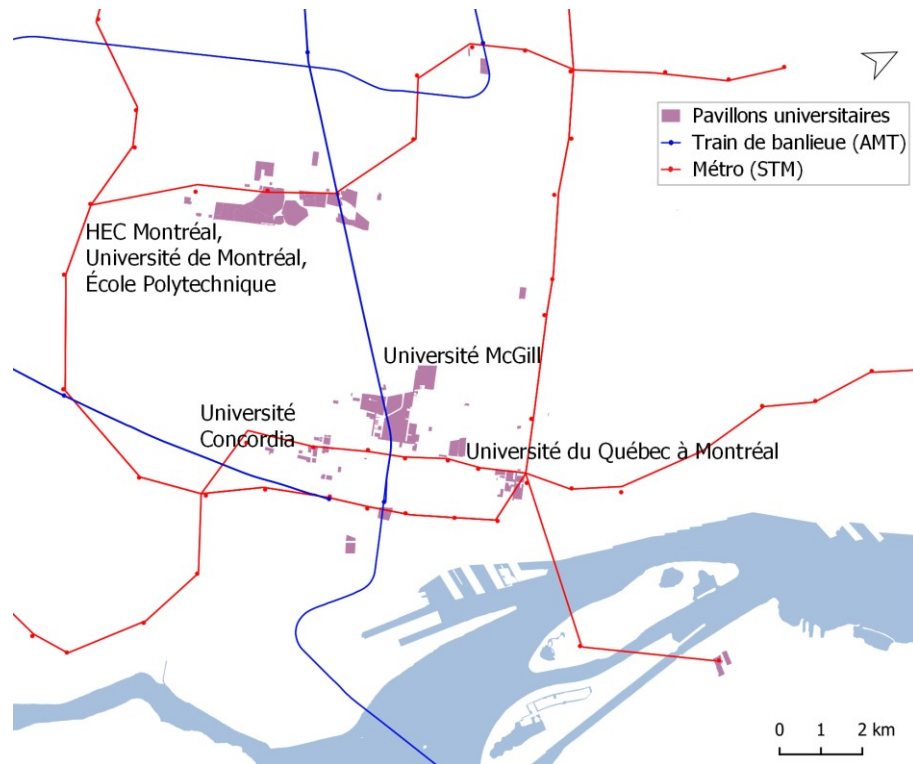 Pavillons universitaires
Train de banlieue (AMT)
Métro (STM)
HEC Montréal,
Université de Montréal,
École Polytechnique
Université McGill
Université
Concordia
Université du Québec à Montréal
0 1 2 km